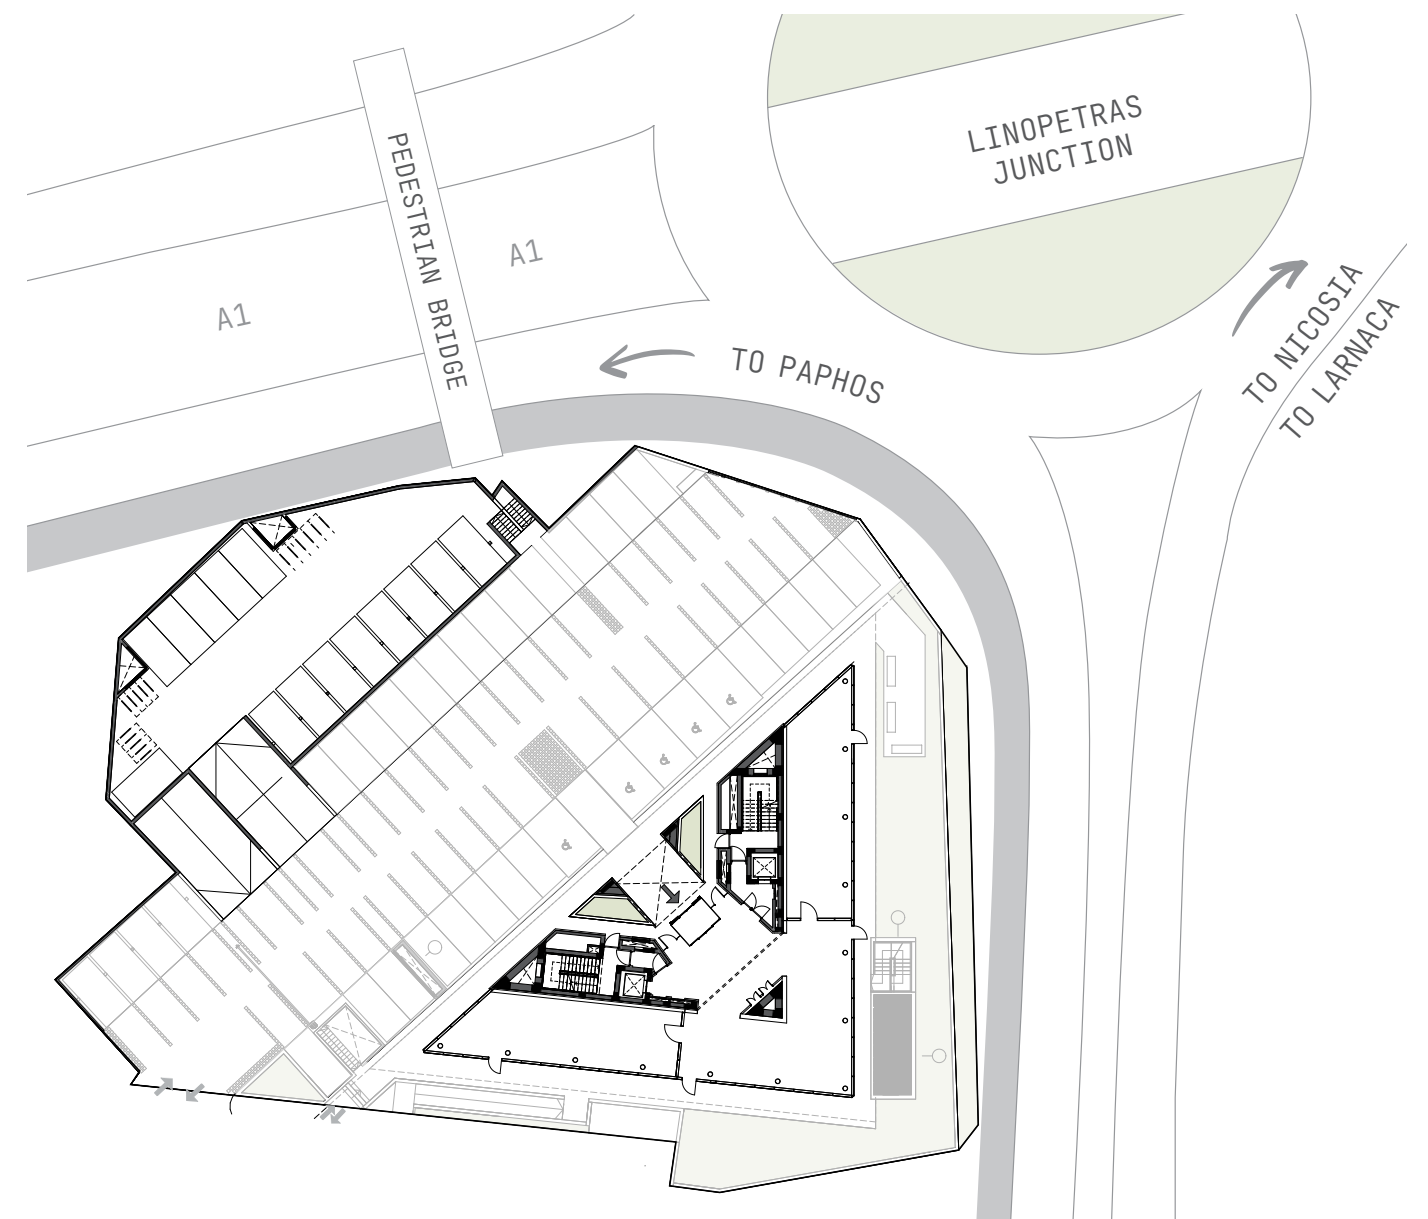 LINOPETRAS
JUNCTION
PEDESTRIAN BRIDGE
A1
A1
TO PAPHOS
TO NICOSIA
TO LARNACA